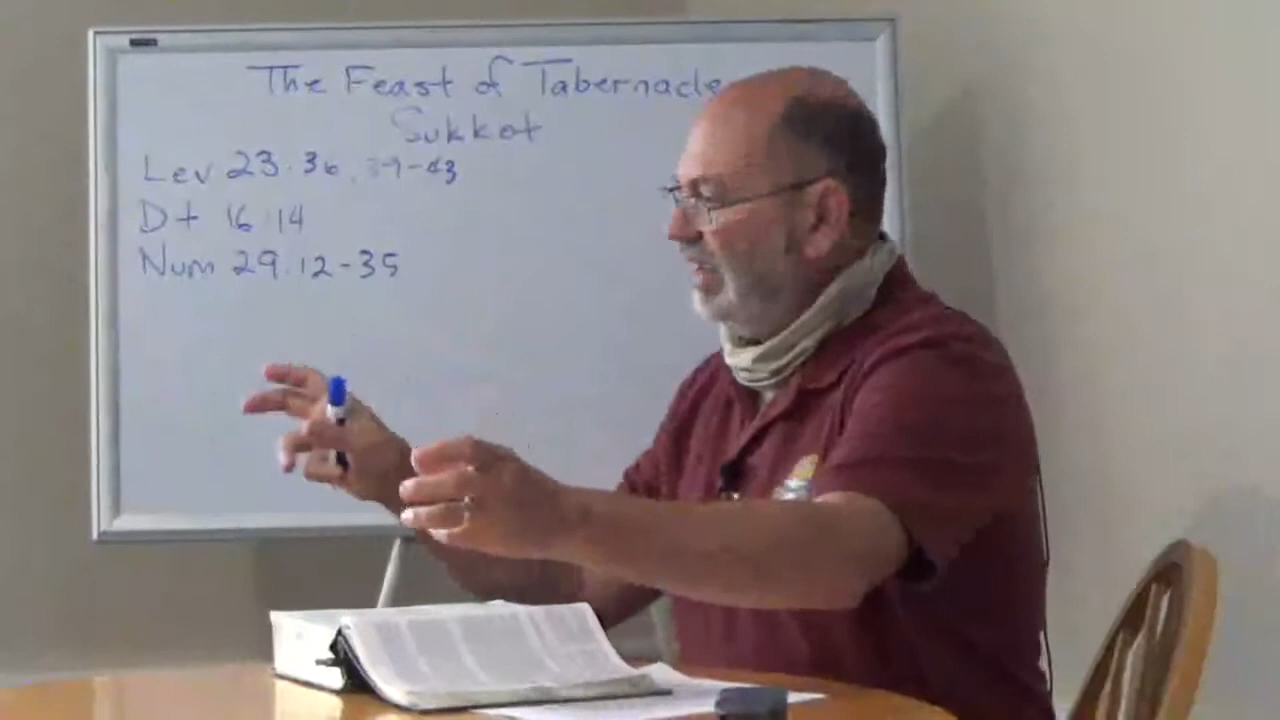 The Feast of Tabernacle
Sukkot
Lev 23.36, 39-43
Dt 16.14
Num 29.12-35